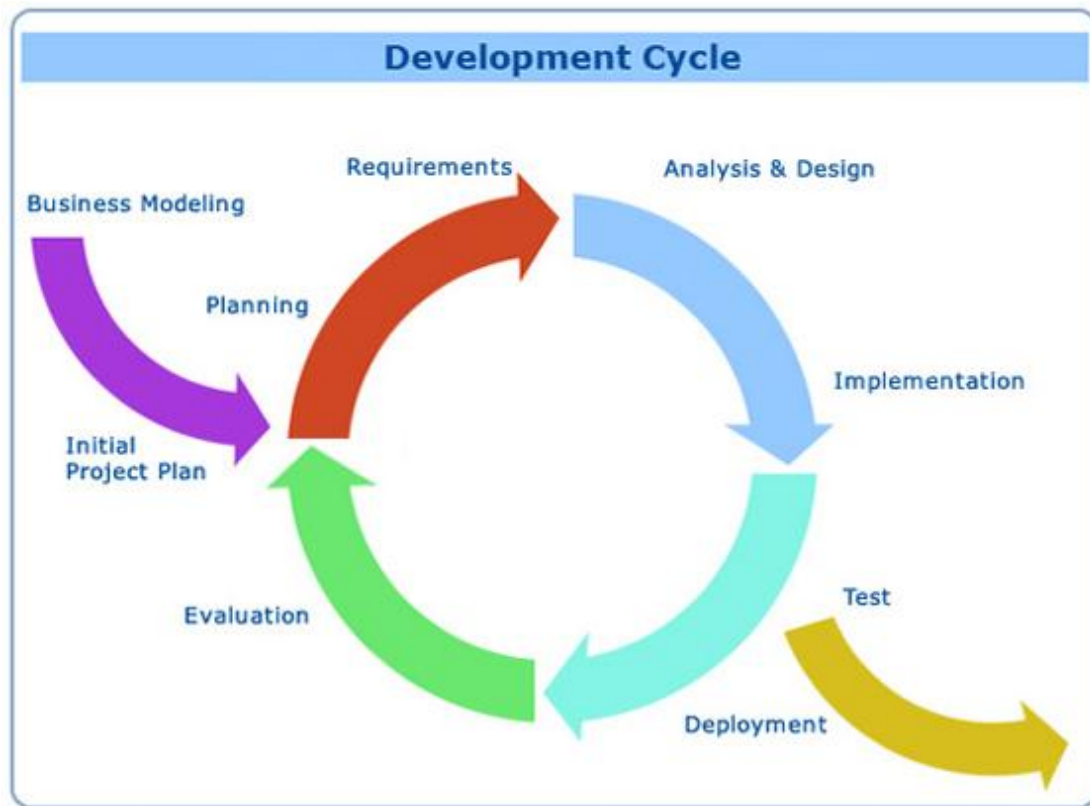 Development Cycle
Requirements
Analysis & Design
Business Modeling
Planning
Implementation
Initial
Project Plan
Test
Evaluation
Deployment